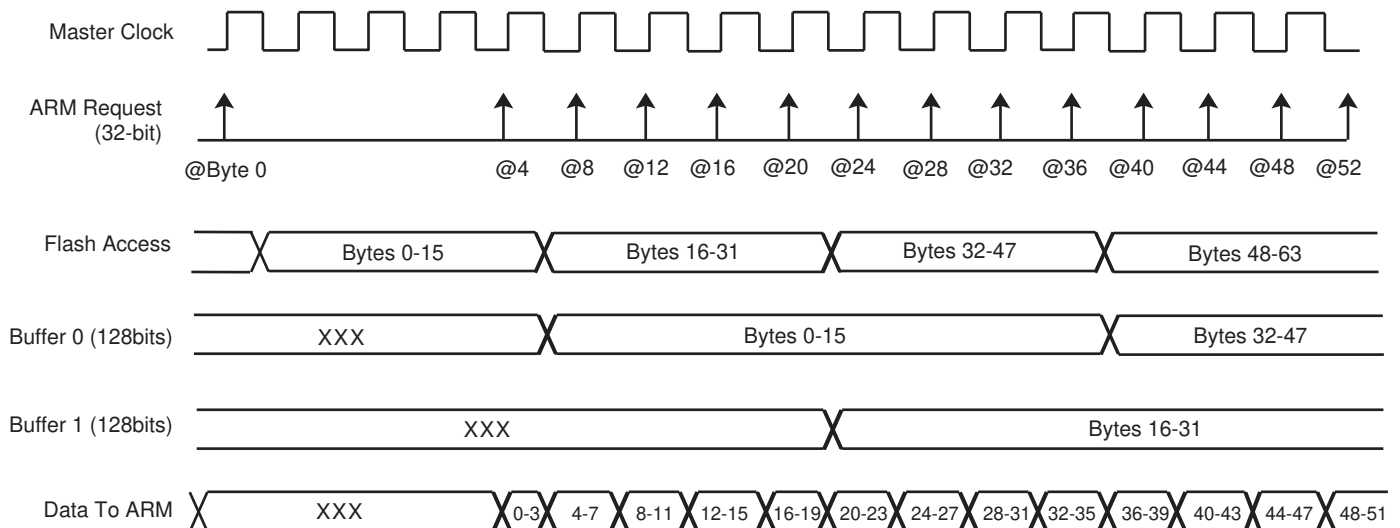 Master Clock
ARM Request
(32-bit)
@Byte 0 @4 @8 @12 @16 @20 @24 @28 @32 @36 @40 @44 @48 @52
Flash Access Bytes 0-15 Bytes 16-31 Bytes 32-47 Bytes 48-63
Buffer 0 (128bits) XXX Bytes 0-15 Bytes 32-47
Buffer 1 (128bits) XXX Bytes 16-31
Data To ARM XXX 0-3 4-7 8-11 12-15 16-19 20-23 24-27 28-31 32-35 36-39 40-43 44-47 48-51